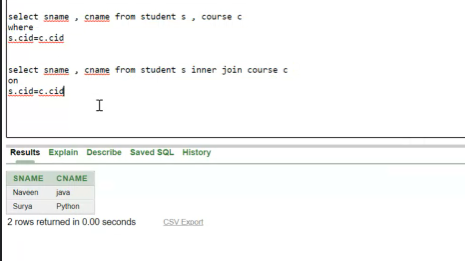 select sname , cname from student s , course c
where
s.cid=c.cid
select sname , cname from student s inner join course c
on
s.cid=c.cid
Results Explain Describe Saved SQL History
SNAME CNAME
Naveen java
Surya Python
2 rows returned in 0.00 seconds CSV Export